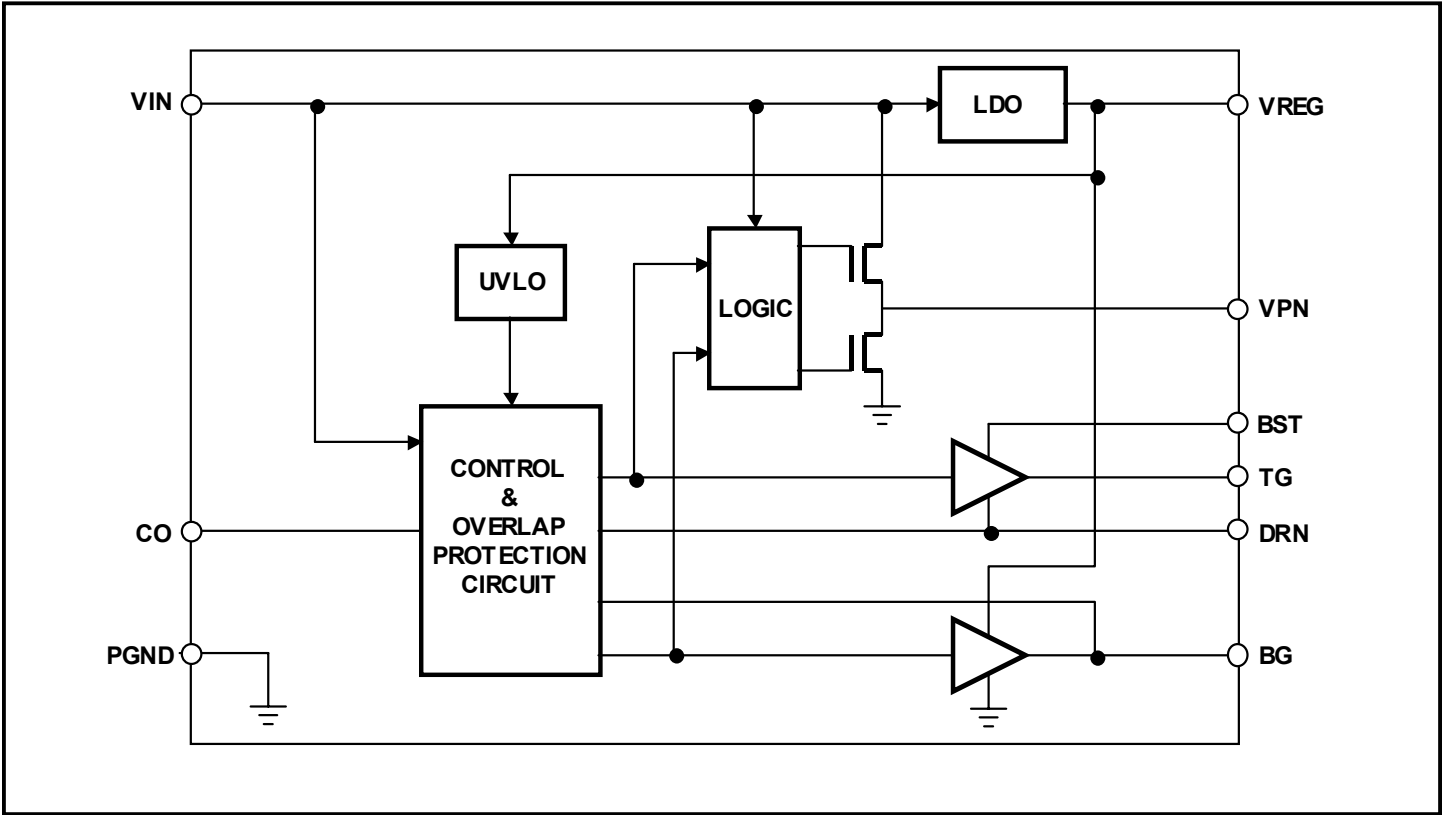 VIN
LDO
VREG
UVLO
LOGIC
VPN
BST
CONTROL
&
OVERLAP
PROTECTION
CIRCUIT
TG
CO
DRN
PGND
BG